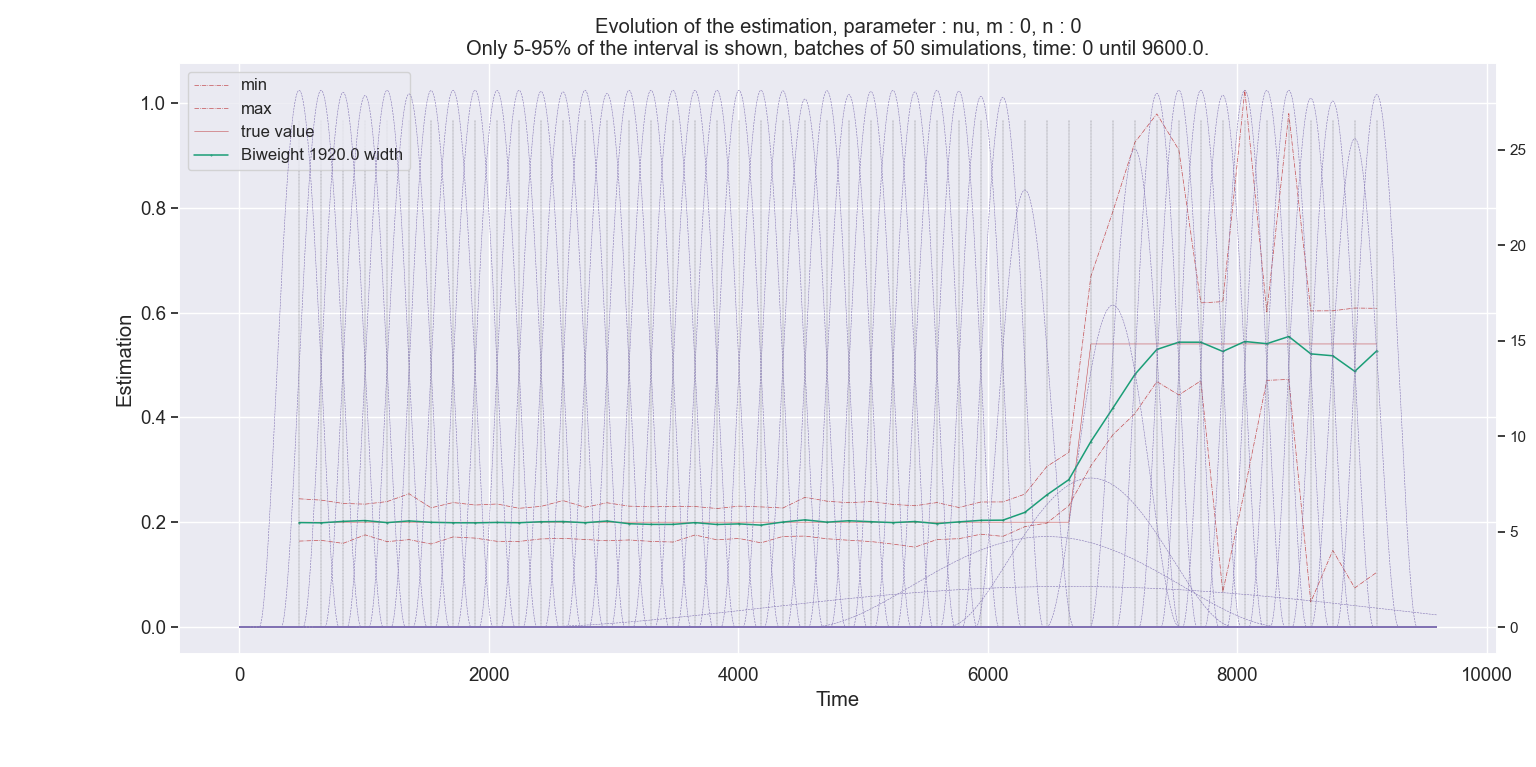 Evolution of the estimation, parameter : nu, m : 0, n : 0
Only 5-95% of the interval is shown, batches of 50 simulations, time: 0 until 9600.0.
min
max
true value
Biweight 1920.0 width
1.0
0.8
0.6
0.4
0.2
0.0
Estimation
25
20
15
10
5
0
0
2000
4000
6000
8000
10000
Time